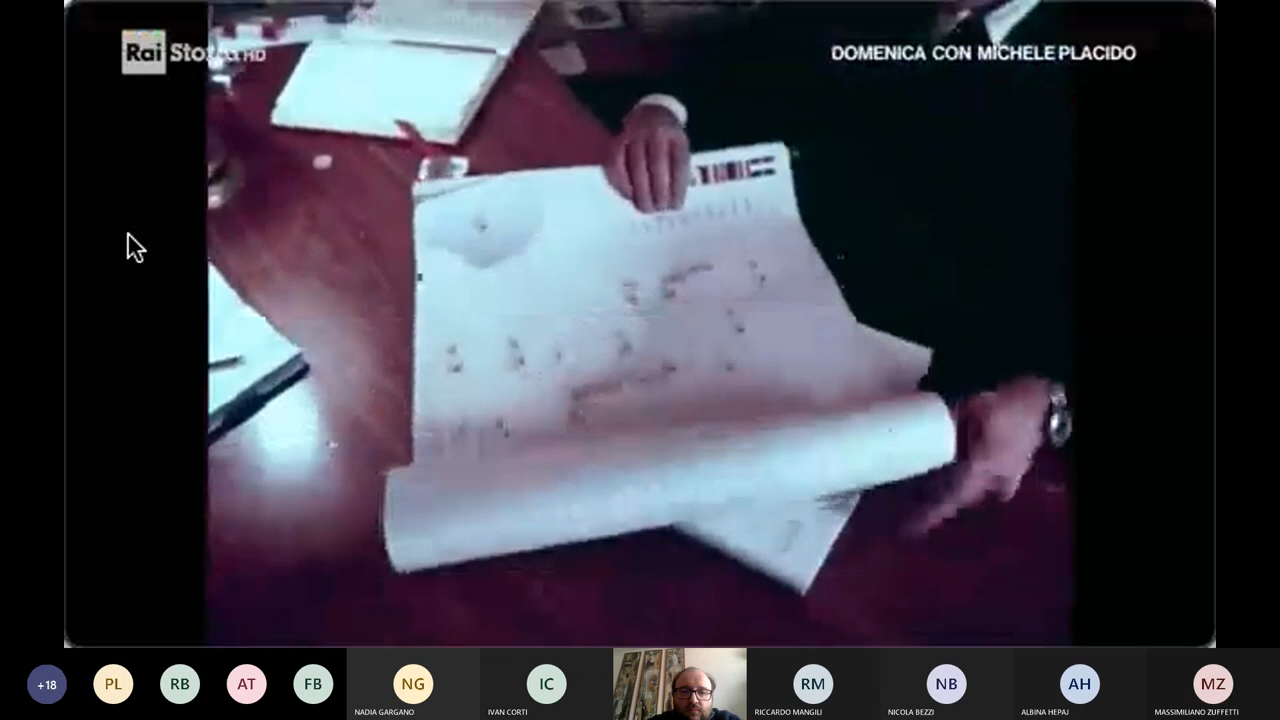 Rai Storia HD
DOMENICA CON MICHELE PLACIDO
+18
PL
RB
AT
FB
NG
NADIA GARGANO
IC
IVAN CORTI
RM
RICCARDO MANGILI
NB
NICOLA BEZZI
AH
ALBINA HEPAJ
MZ
MASSIMILIANO ZUFFETTI